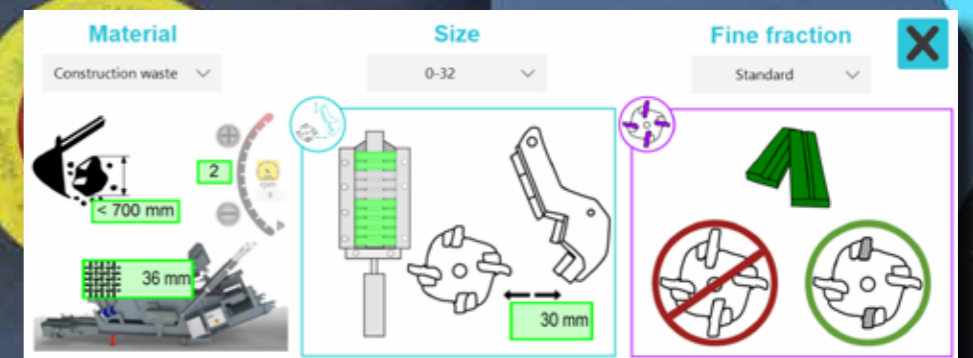 Material
Size
Fine fraction
Construction waste
0-32
Standard
2
< 700 mm
36 mm
30 mm